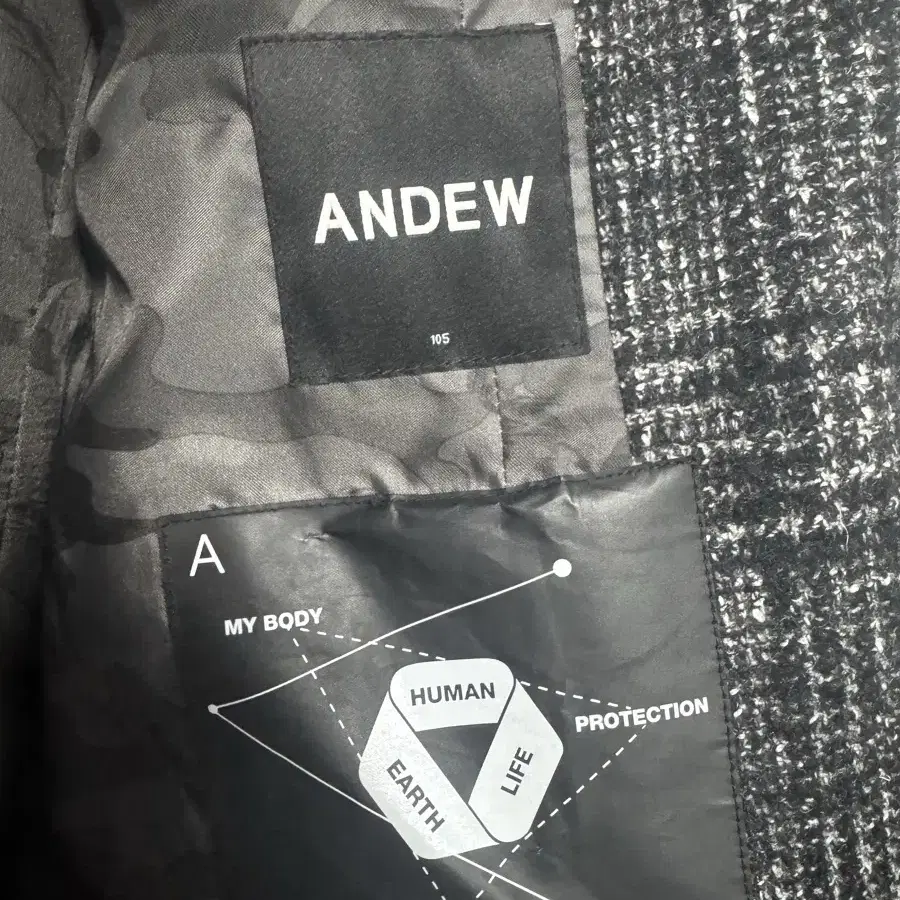 ANDEW
105
A
MY BODY
HUMAN
PROTECTION
EARTH
LIFE